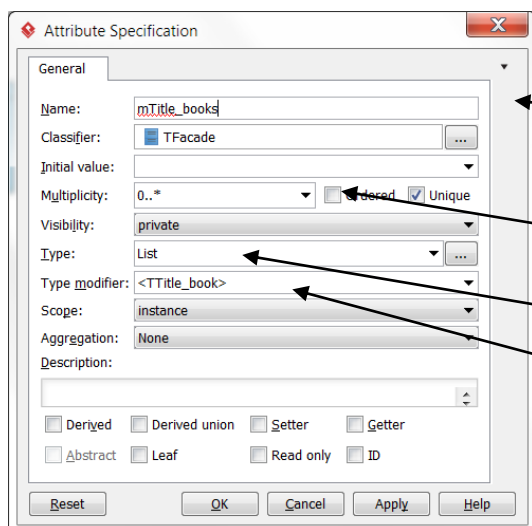 Attribute Specification
General
Name: mTitle_books
Classifier: TFacade ...
Initial value:
Multiplicity: 0..* Ordered Unique
Visibility: private
Type: List ...
Type modifier: <TTitle_book>
Scope: instance
Aggregation: None
Description:
Derived Derived union Setter Getter
Abstract Leaf Read only ID
Reset OK Cancel Apply Help